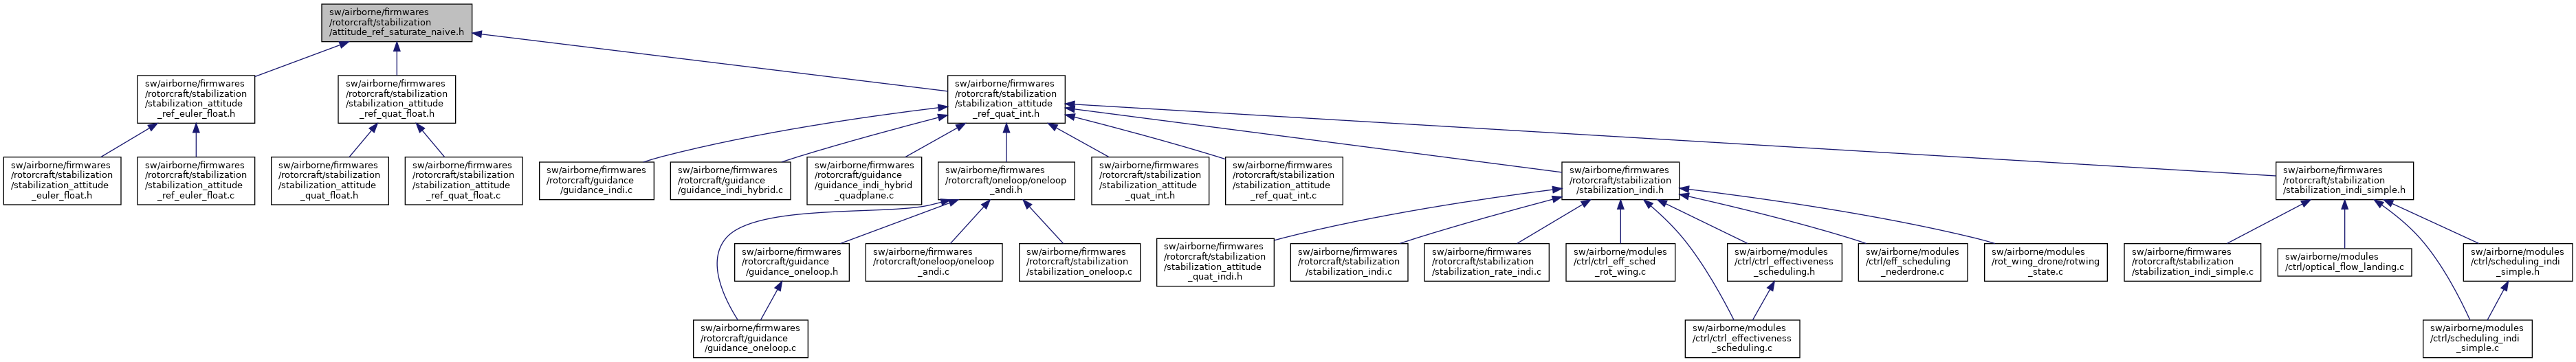 sw/airborne/firmwares
/rotorcraft/stabilization
/attitude_ref_saturate_naive.h
sw/airborne/firmwares
/rotorcraft/stabilization
/stabilization_attitude
_ref_euler_float.h
sw/airborne/firmwares
/rotorcraft/stabilization
/stabilization_attitude
_ref_quat_float.h
sw/airborne/firmwares
/rotorcraft/stabilization
/stabilization_attitude
_ref_quat_int.h
sw/airborne/firmwares
/rotorcraft/stabilization
/stabilization_attitude
_euler_float.h
sw/airborne/firmwares
/rotorcraft/stabilization
/stabilization_attitude
_ref_euler_float.c
sw/airborne/firmwares
/rotorcraft/stabilization
/stabilization_attitude
_quat_float.h
sw/airborne/firmwares
/rotorcraft/stabilization
/stabilization_attitude
_ref_quat_float.c
sw/airborne/firmwares
/rotorcraft/guidance
/guidance_indi.c
sw/airborne/firmwares
/rotorcraft/guidance
/guidance_indi_hybrid.c
sw/airborne/firmwares
/rotorcraft/guidance
/guidance_indi_hybrid
_quadplane.c
sw/airborne/firmwares
/rotorcraft/oneloop/oneloop
_andi.h
sw/airborne/firmwares
/rotorcraft/stabilization
/stabilization_attitude
_quat_int.h
sw/airborne/firmwares
/rotorcraft/stabilization
/stabilization_attitude
_ref_quat_int.c
sw/airborne/firmwares
/rotorcraft/stabilization
/stabilization_indi.h
sw/airborne/firmwares
/rotorcraft/stabilization
/stabilization_indi_simple.h
sw/airborne/firmwares
/rotorcraft/guidance
/guidance_oneloop.h
sw/airborne/firmwares
/rotorcraft/oneloop/oneloop
_andi.c
sw/airborne/firmwares
/rotorcraft/stabilization
/stabilization_oneloop.c
sw/airborne/firmwares
/rotorcraft/stabilization
/stabilization_attitude
_quat_indi.h
sw/airborne/firmwares
/rotorcraft/stabilization
/stabilization_indi.c
sw/airborne/firmwares
/rotorcraft/stabilization
/stabilization_rate_indi.c
sw/airborne/modules
/ctrl/ctrl_eff_sched
_rot_wing.c
sw/airborne/modules
/ctrl/ctrl_effectiveness
_scheduling.h
sw/airborne/modules
/ctrl/eff_scheduling
_nederdrone.c
sw/airborne/modules
/rot_wing_drone/rotwing
_state.c
sw/airborne/firmwares
/rotorcraft/stabilization
/stabilization_indi_simple.c
sw/airborne/modules
/ctrl/optical_flow_landing.c
sw/airborne/modules
/ctrl/scheduling_indi
_simple.h
sw/airborne/firmwares
/rotorcraft/guidance
/guidance_oneloop.c
sw/airborne/modules
/ctrl/ctrl_effectiveness
_scheduling.c
sw/airborne/modules
/ctrl/scheduling_indi
_simple.c